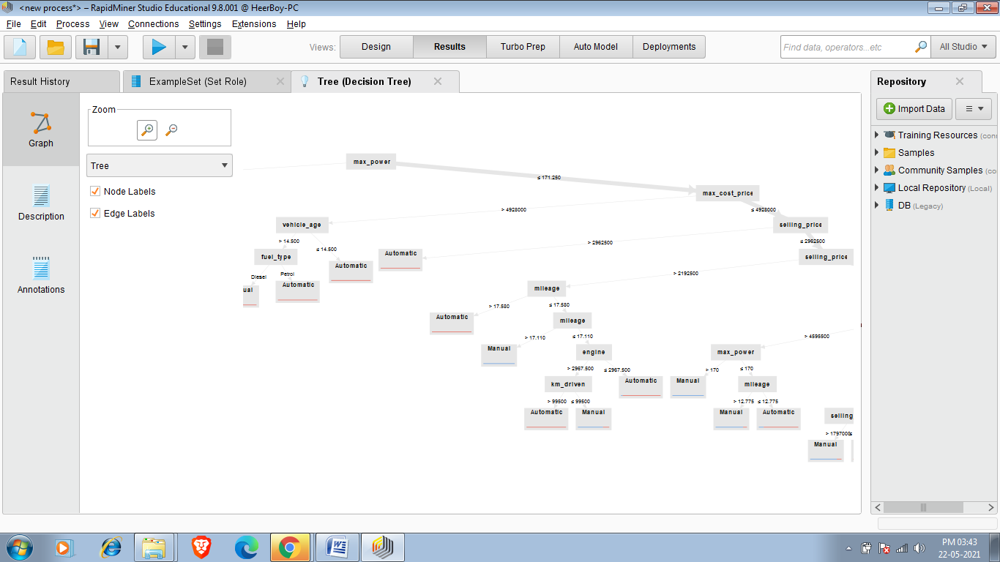 <new process*> – RapidMiner Studio Educational 9.8.001 @ HeerBoy-PC
File Edit Process View Connections Settings Extensions Help
Views: Design Results Turbo Prep Auto Model Deployments
Find data, operators...etc
All Studio
Result History
ExampleSet (Set Role)
Tree (Decision Tree)
Repository
Graph
Description
Annotations
Zoom
Tree
Node Labels
Edge Labels
max_power
≤ 171.250
max_cost_price
> 4928000
≤ 4928000
vehicle_age
selling_price
> 14.500
≤ 14.500
> 2962500
≤ 2962500
fuel_type
Automatic
Automatic
selling_price
Diesel
Petrol
> 2192500
ual
Automatic
mileage
> 17.580
≤ 17.580
Automatic
mileage
> 17.110
≤ 17.110
> 4595500
Manual
engine
max_power
> 2967.500
≤ 2967.500
> 170
≤ 170
km_driven
Automatic
Manual
mileage
> 99500
≤ 99500
> 12.775
≤ 12.775
Automatic
Manual
Manual
Automatic
selling
> 1797000
≤
Manual
Import Data
Training Resources (con
Samples
Community Samples (co
Local Repository (Local)
DB (Legacy)
PM 03:43
22-05-2021